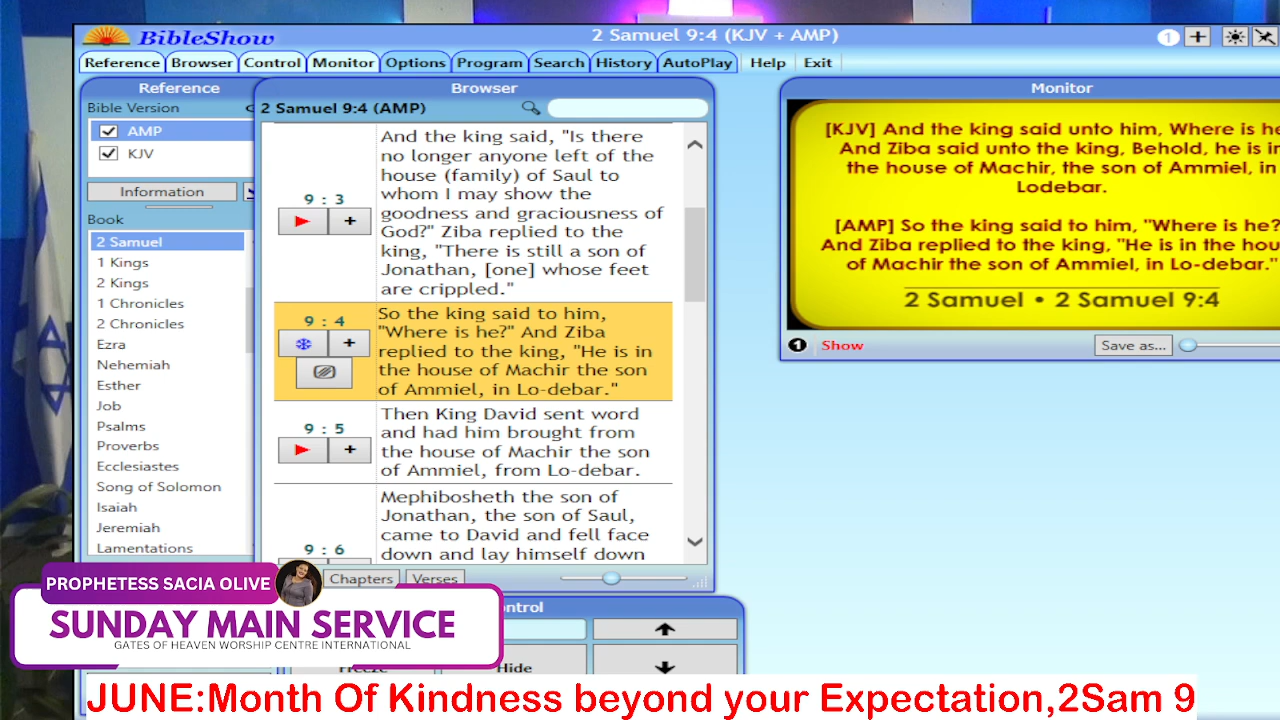 BibleShow
2 Samuel 9:4 (KJV + AMP)
1
Reference Browser Control Monitor Options Program Search History AutoPlay Help Exit
Reference
Bible Version
AMP
KJV
Information
Book
2 Samuel
1 Kings
2 Kings
1 Chronicles
2 Chronicles
Ezra
Nehemiah
Esther
Job
Psalms
Proverbs
Ecclesiastes
Song of Solomon
Isaiah
Jeremiah
Lamentations
Browser
2 Samuel 9:4 (AMP)
9 : 3
And the king said, "Is there
no longer anyone left of the
house (family) of Saul to
whom I may show the
goodness and graciousness of
God?" Ziba replied to the
king, "There is still a son of
Jonathan, [one] whose feet
are crippled."
9 : 4
So the king said to him,
"Where is he?" And Ziba
replied to the king, "He is in
the house of Machir the son
of Ammiel, in Lo-debar."
9 : 5
Then King David sent word
and had him brought from
the house of Machir the son
of Ammiel, from Lo-debar.
9 : 6
Mephibosheth the son of
Jonathan, the son of Saul,
came to David and fell face
down and lay himself down
Chapters Verses
Monitor
[KJV] And the king said unto him, Where is he
And Ziba said unto the king, Behold, he is in
the house of Machir, the son of Ammiel, in
Lodebar.
[AMP] So the king said to him, "Where is he?
And Ziba replied to the king, "He is in the hou
of Machir the son of Ammiel, in Lo-debar."
2 Samuel • 2 Samuel 9:4
1 Show
Save as...
ntrol
Freeze
Hide
PROPHETESS SACIA OLIVE
SUNDAY MAIN SERVICE
GATES OF HEAVEN WORSHIP CENTRE INTERNATIONAL
JUNE:Month Of Kindness beyond your Expectation,2Sam 9